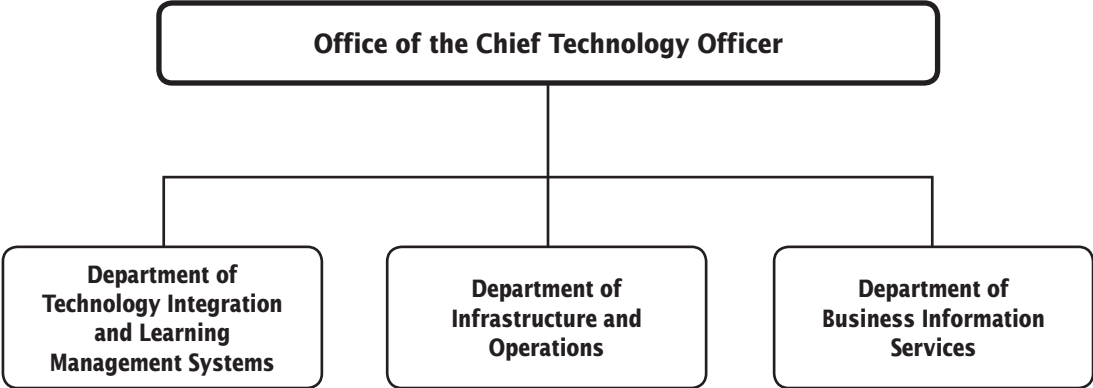 Office of the Chief Technology Officer
Department of
Technology Integration
and Learning
Management Systems
Department of
Infrastructure and
Operations
Department of
Business Information
Services